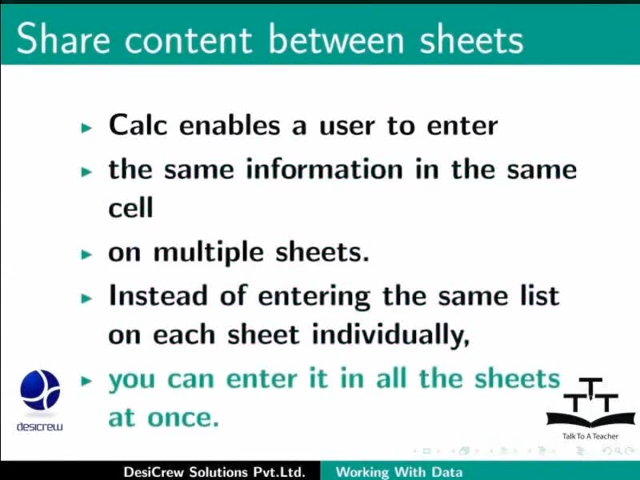 Share content between sheets
▶ Calc enables a user to enter
▶ the same information in the same
cell
▶ on multiple sheets.
▶ Instead of entering the same list
on each sheet individually,
▶ you can enter it in all the sheets
at once.
desicrew
TTT
Talk To A Teacher
DesiCrew Solutions Pvt.Ltd. Working With Data